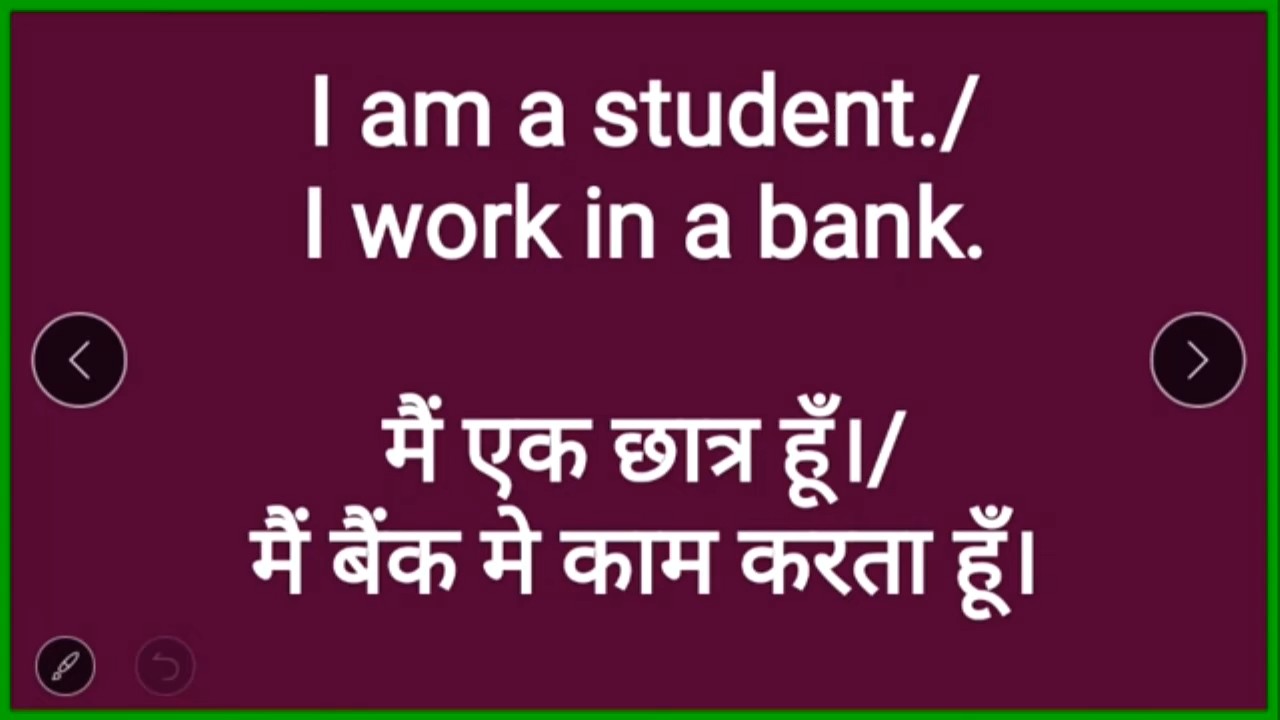 I am a student./
I work in a bank.
मैं एक छात्र हूँ।/
मैं बैंक मे काम करता हूँ।